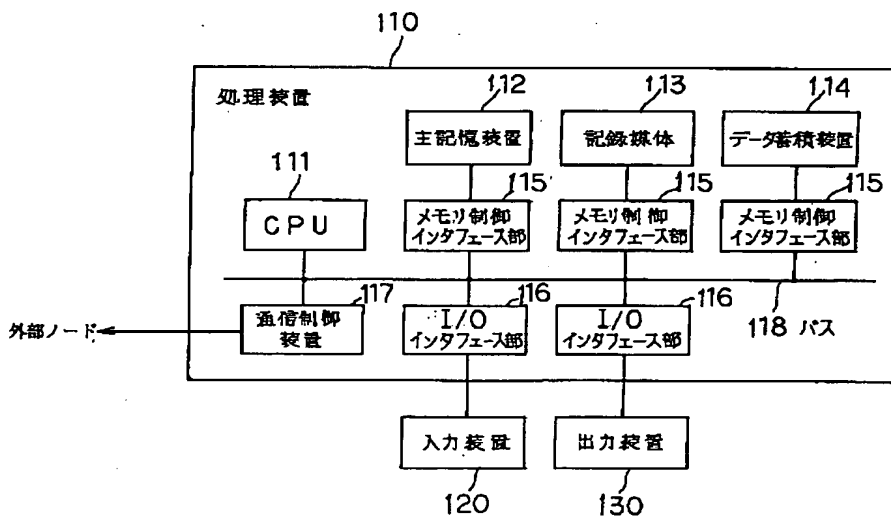 110
処理装置
112
113
114
主記憶装置
記録媒体
データ蓄積装置
111
115
115
115
CPU
メモリ制御
インタフェース部
メモリ制御
インタフェース部
メモリ制御
インタフェース部
117
116
116
118 バス
外部ノード
通信制御
装置
I/O
インタフェース部
I/O
インタフェース部
入力装置
出力装置
120
130